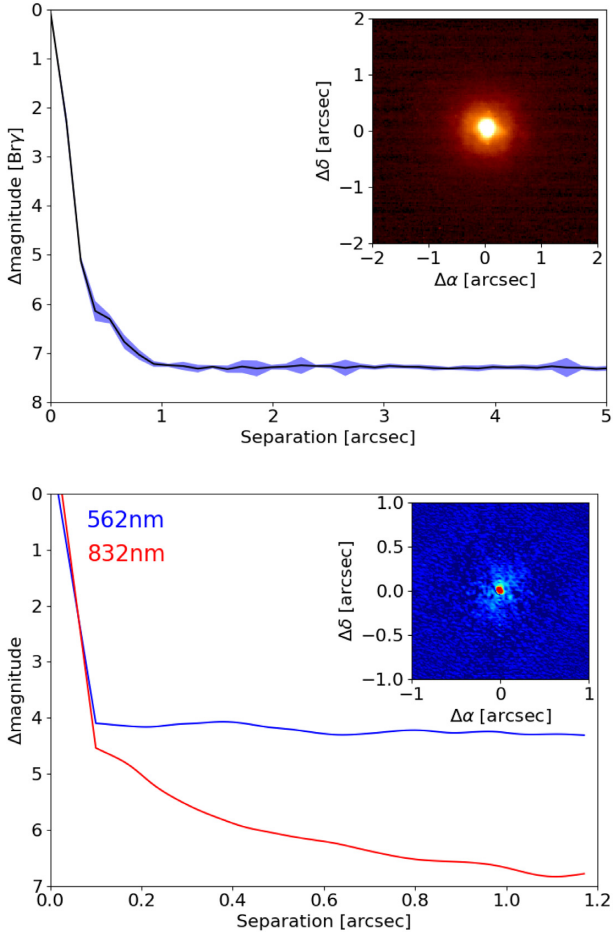 0
1
2
3
4
5
6
7
8
Δmagnitude [Brγ]
0 1 2 3 4 5
Separation [arcsec]
2
1
0
−1
−2
Δδ [arcsec]
−2 −1 0 1 2
Δα [arcsec]
0
1
2
3
4
5
6
7
Δmagnitude
562nm
832nm
0.0 0.2 0.4 0.6 0.8 1.0 1.2
Separation [arcsec]
1.0
0.5
0.0
−0.5
−1.0
Δδ [arcsec]
−1 0 1
Δα [arcsec]